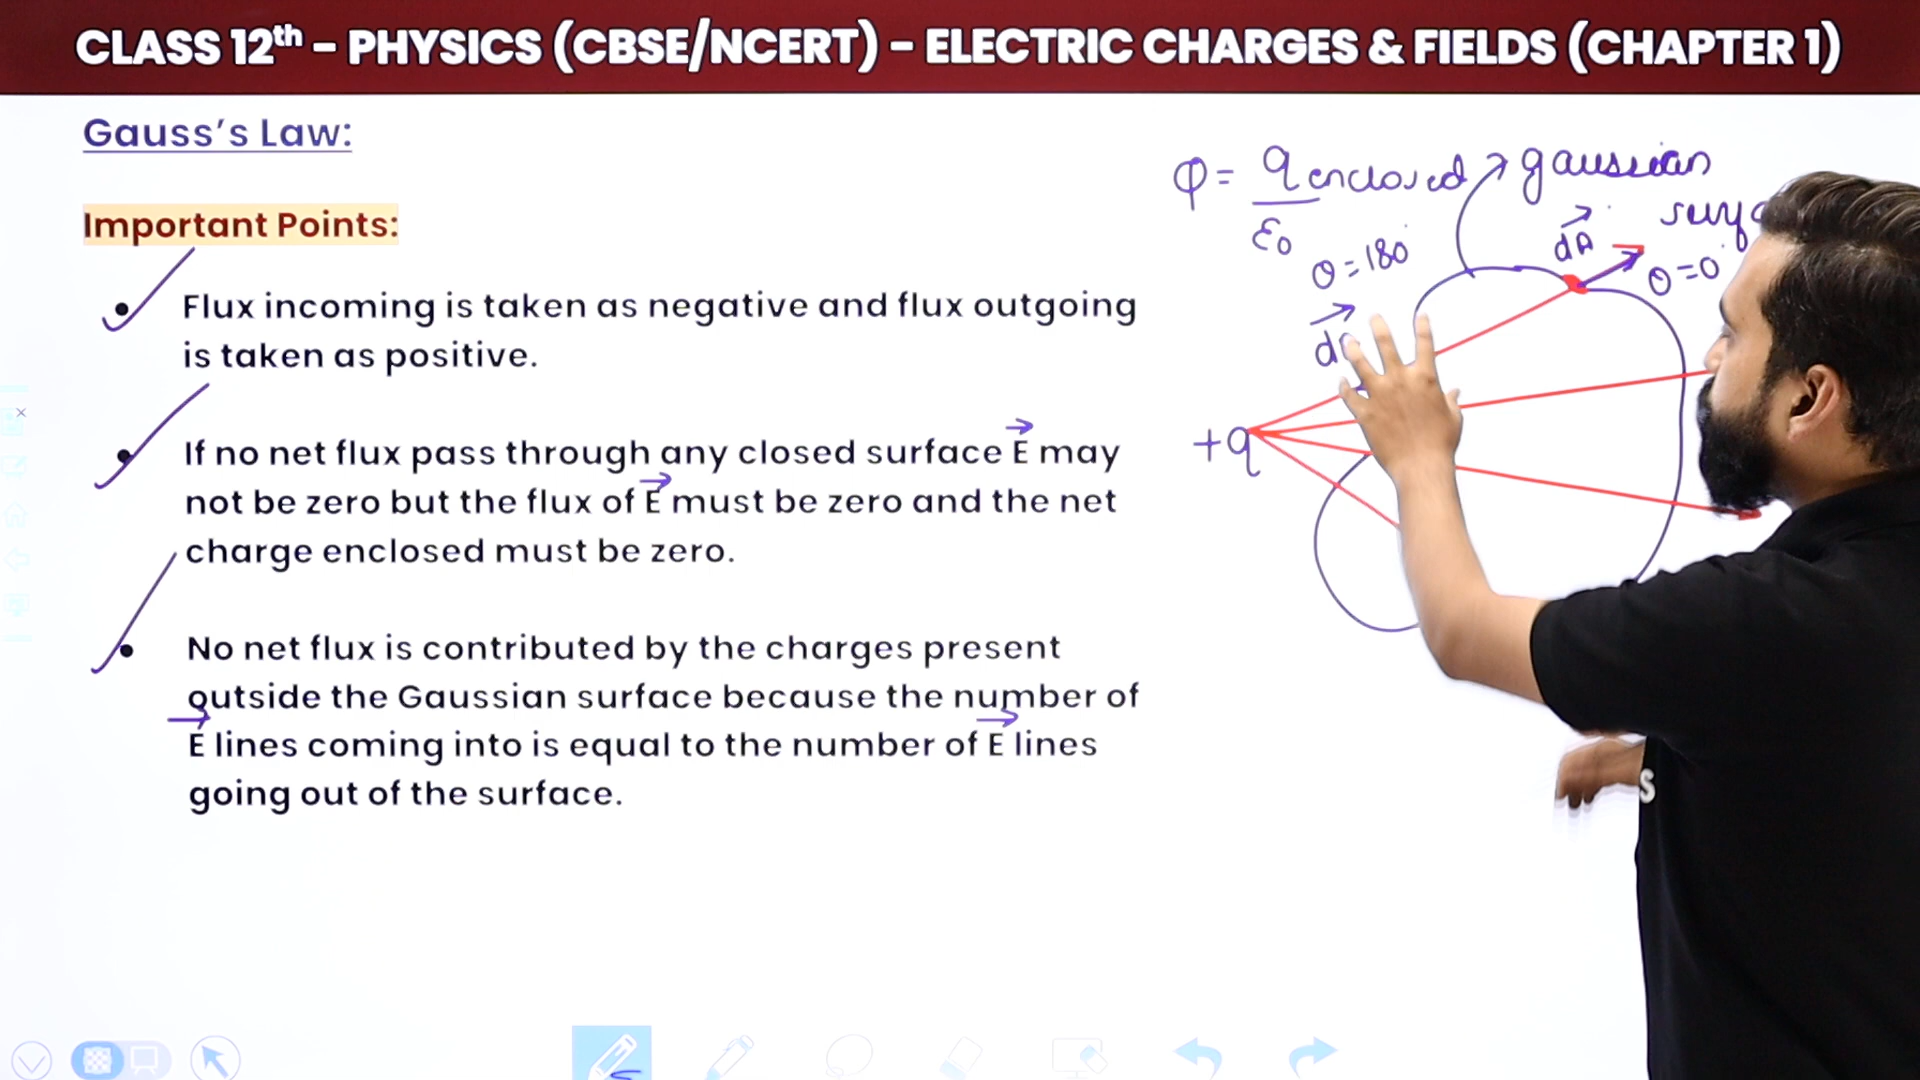 CLASS 12th – PHYSICS (CBSE/NCERT) – ELECTRIC CHARGES & FIELDS (CHAPTER 1)
Gauss's Law:
Important Points:
• Flux incoming is taken as negative and flux outgoing
is taken as positive.
• If no net flux pass through any closed surface E⃗ may
not be zero but the flux of E⃗ must be zero and the net
charge enclosed must be zero.
• No net flux is contributed by the charges present
outside the Gaussian surface because the number of
E⃗ lines coming into is equal to the number of E⃗ lines
going out of the surface.
φ = q enclosed / ε0
gaussian
θ = 180°
dA⃗
θ = 0°
+q
S